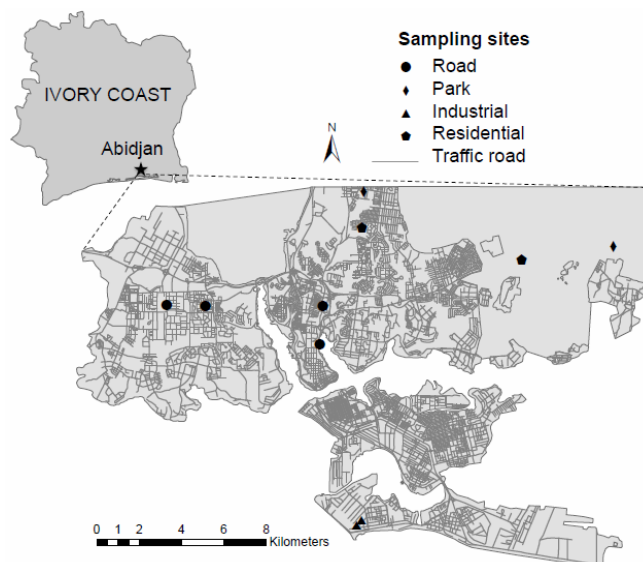 IVORY COAST
Abidjan
Sampling sites
Road
Park
Industrial
Residential
Traffic road
N
0 1 2 4 6 8
Kilometers